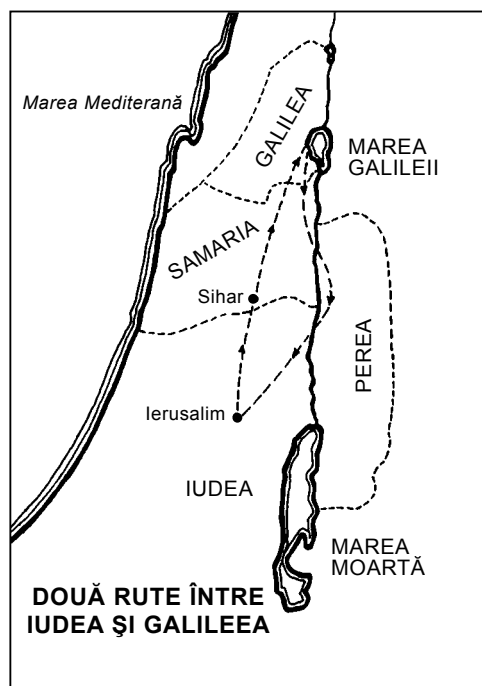 Marea Mediterană
GALILEA
MAREA
GALILEII
SAMARIA
Sihar
PEREA
Ierusalim
IUDEA
MAREA
MOARTĂ
DOUĂ RUTE ÎNTRE
IUDEA ŞI GALILEEA